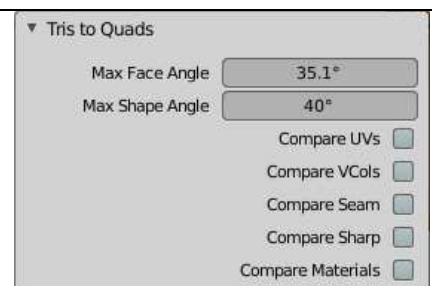 Tris to Quads
Max Face Angle 35.1°
Max Shape Angle 40°
Compare UVs
Compare VCols
Compare Seam
Compare Sharp
Compare Materials